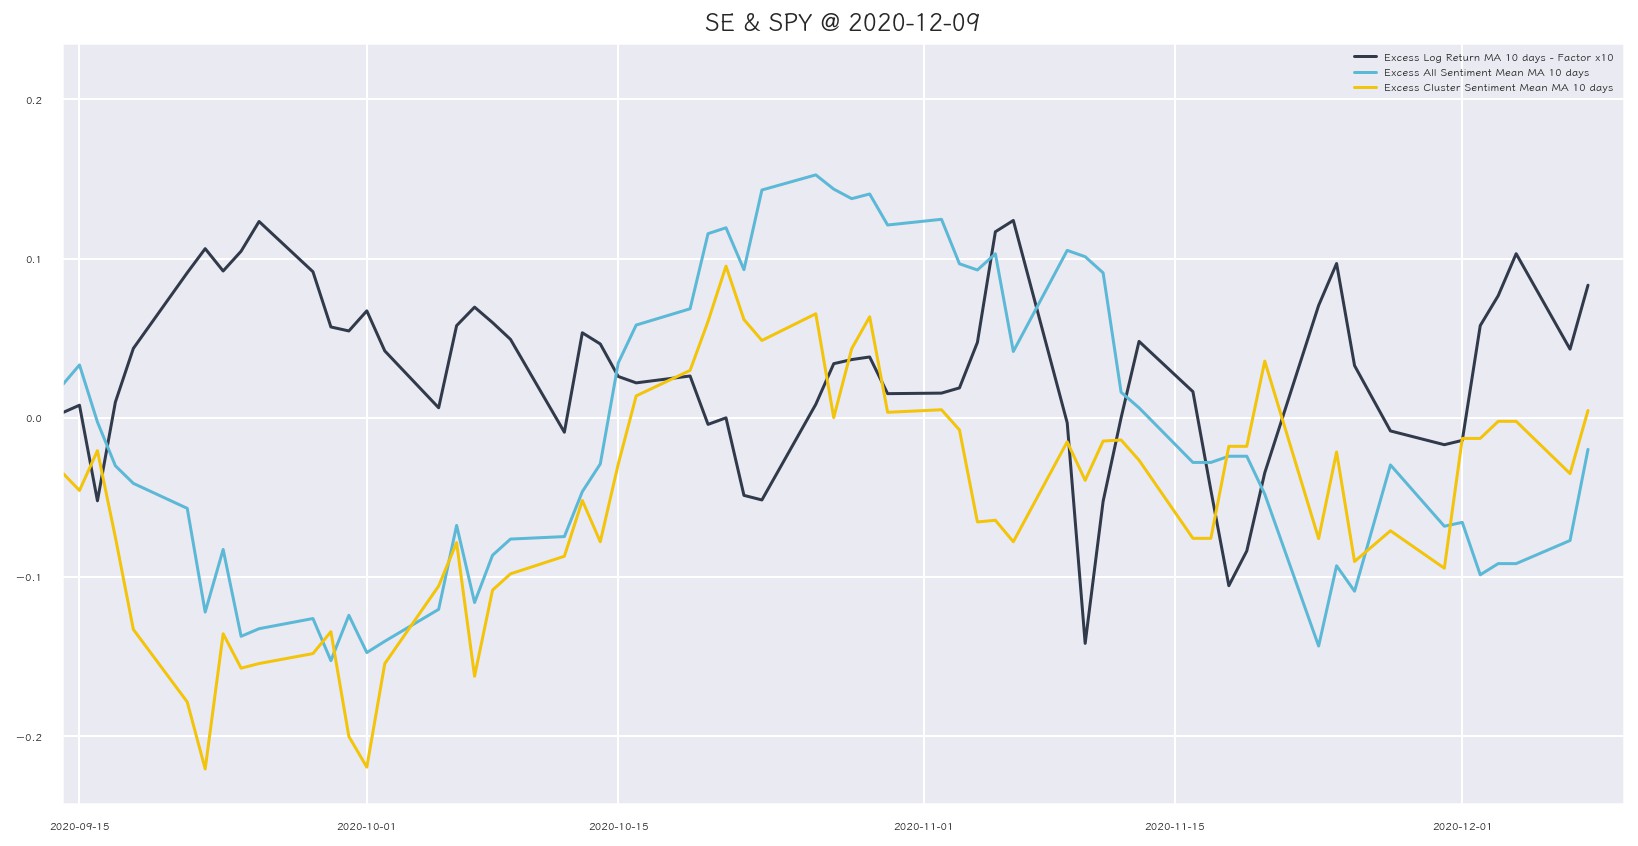 SE & SPY @ 2020-12-09
Excess Log Return MA 10 days - Factor x10
Excess All Sentiment Mean MA 10 days
Excess Cluster Sentiment Mean MA 10 days
0.2
0.1
0.0
−0.1
−0.2
2020-09-15 2020-10-01 2020-10-15 2020-11-01 2020-11-15 2020-12-01